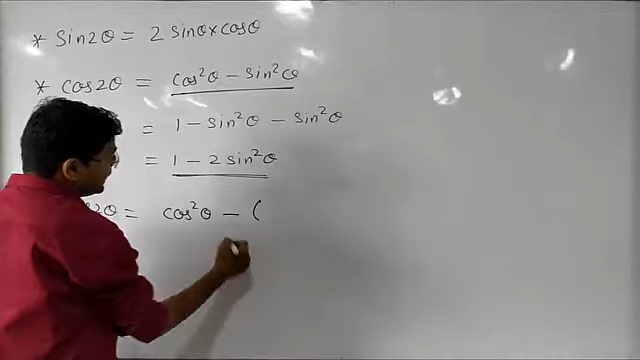 * Sin2θ = 2 sinθ×cosθ
* cos2θ = cos²θ - sin²θ
= 1 - sin²θ - sin²θ
= 1 - 2 sin²θ
2θ = cos²θ - (